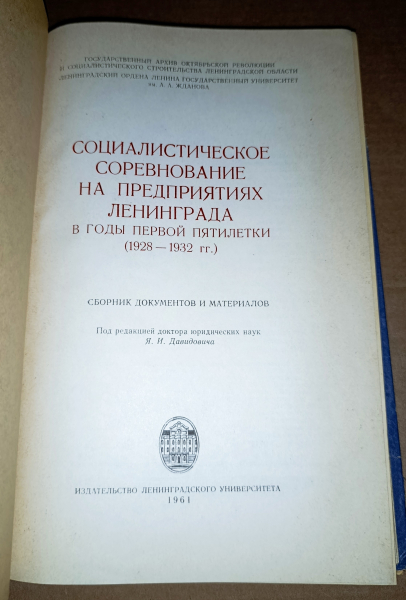 ГОСУДАРСТВЕННЫЙ АРХИВ ОКТЯБРЬСКОЙ РЕВОЛЮЦИИ
И СОЦИАЛИСТИЧЕСКОГО СТРОИТЕЛЬСТВА ЛЕНИНГРАДСКОЙ ОБЛАСТИ
ЛЕНИНГРАДСКИЙ ОРДЕНА ЛЕНИНА ГОСУДАРСТВЕННЫЙ УНИВЕРСИТЕТ
им. А. А. ЖДАНОВА
СОЦИАЛИСТИЧЕСКОЕ
СОРЕВНОВАНИЕ
НА ПРЕДПРИЯТИЯХ
ЛЕНИНГРАДА
В ГОДЫ ПЕРВОЙ ПЯТИЛЕТКИ
(1928 — 1932 гг.)
СБОРНИК ДОКУМЕНТОВ И МАТЕРИАЛОВ
Под редакцией доктора юридических наук
Я. И. Давидовича
ИЗДАТЕЛЬСТВО ЛЕНИНГРАДСКОГО УНИВЕРСИТЕТА
1961